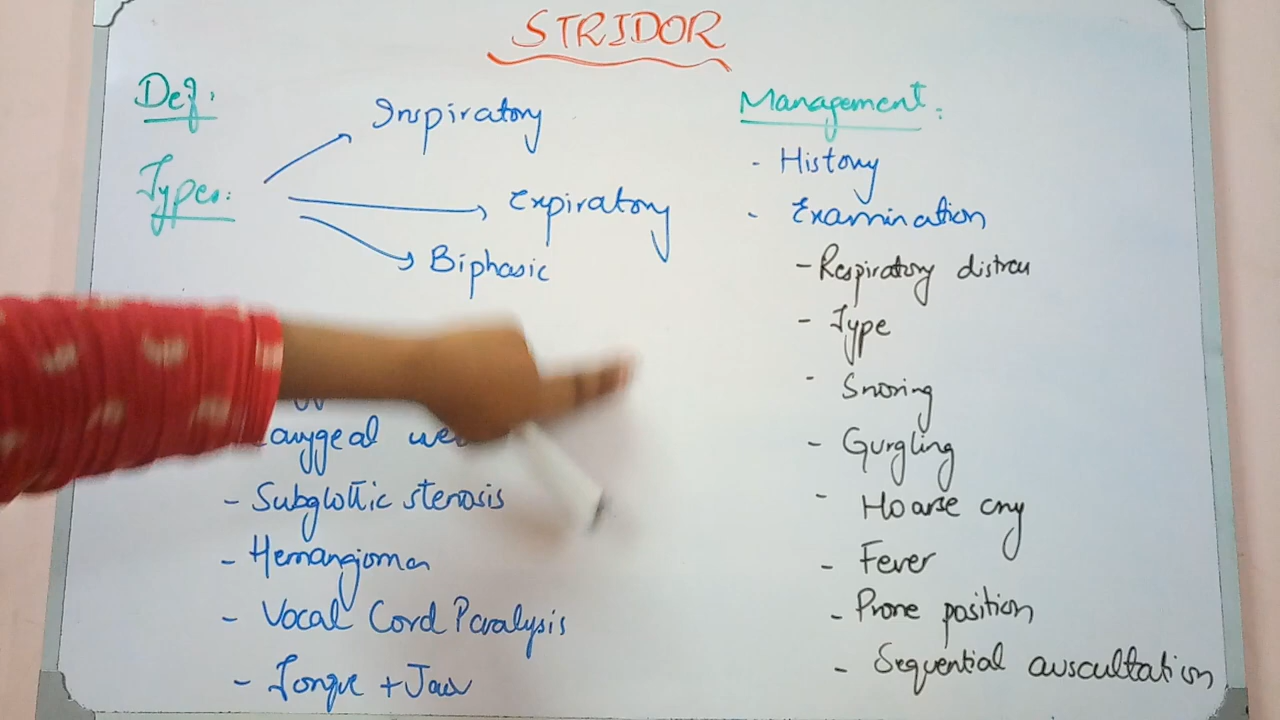 STRIDOR
Def:
Inspiratory
Types:
Expiratory
Biphasic
- Subglottic stenosis
- Hemangioma
- Vocal Cord Paralysis
- Tongue + Jaw
Management:
- History
- Examination
- Respiratory distress
- Type
- Snoring
- Gurgling
- Hoarse cry
- Fever
- Prone position
- Sequential auscultation